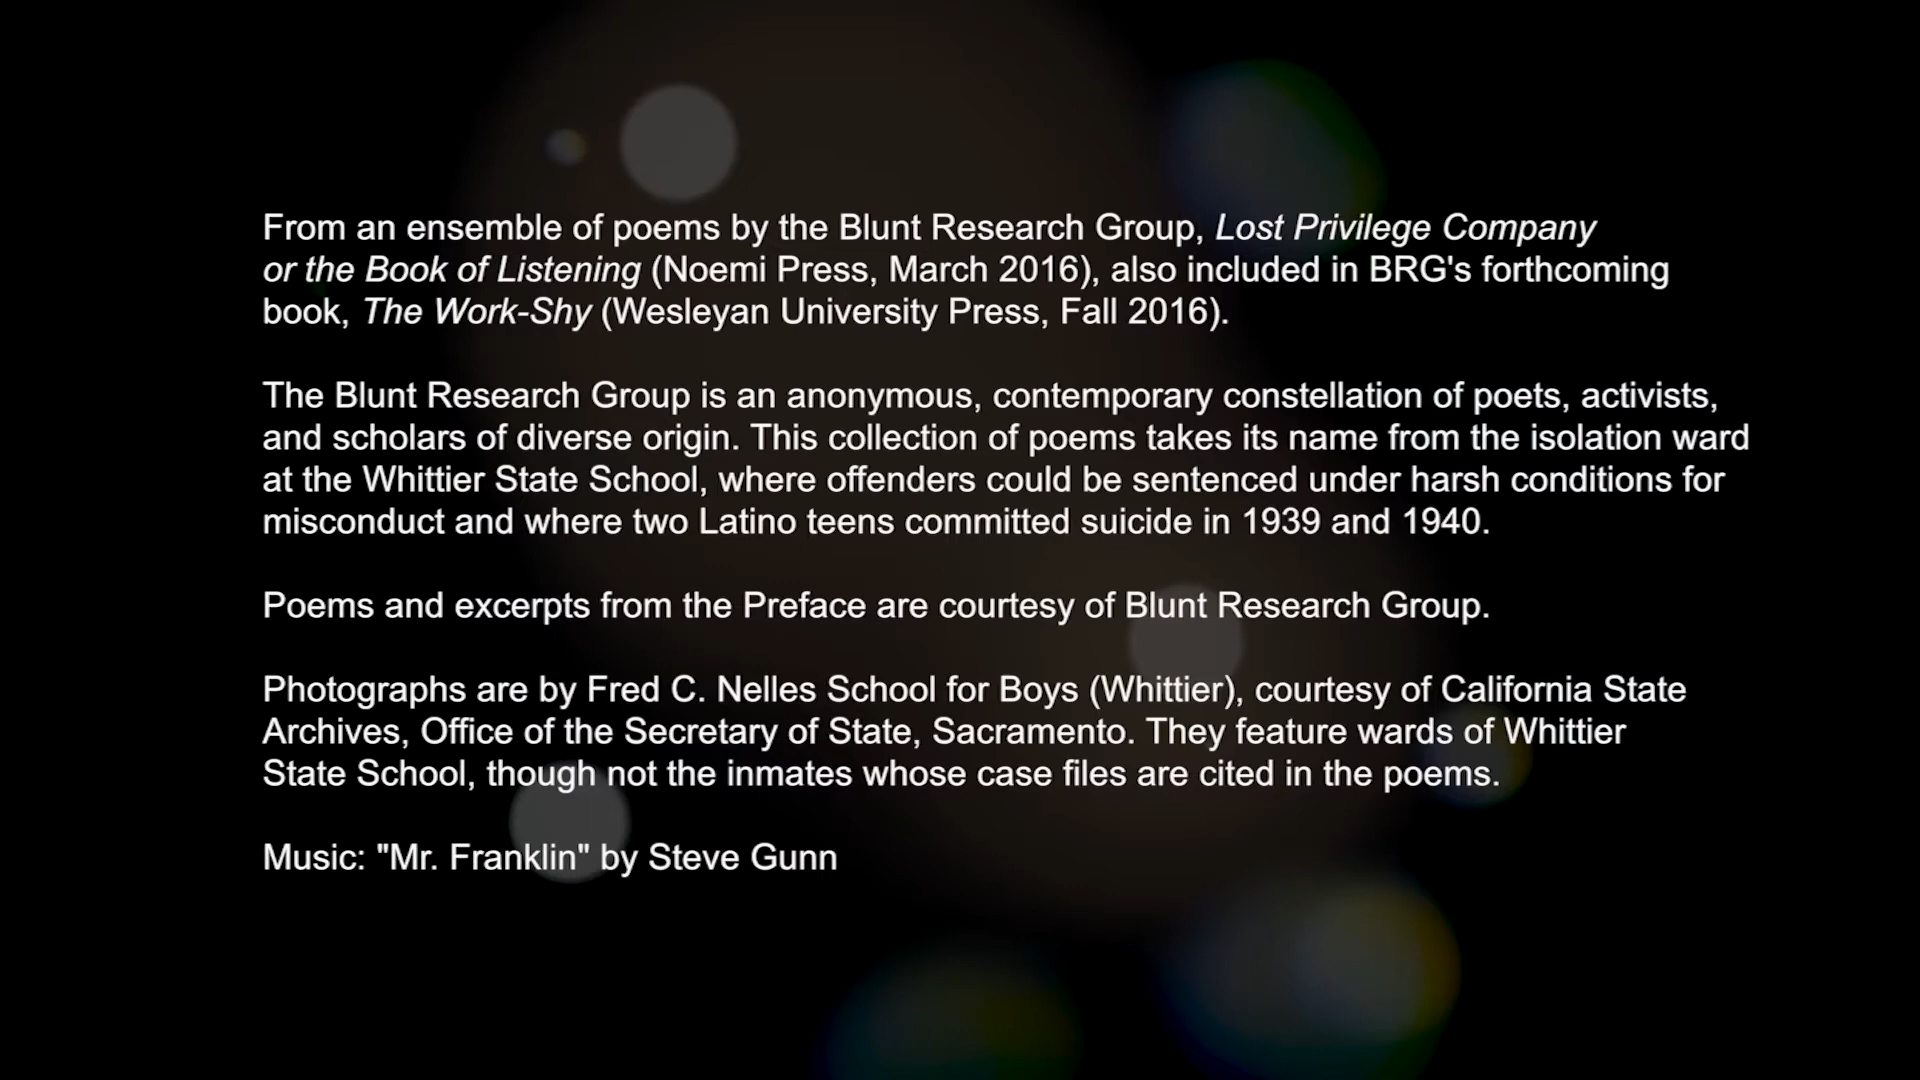 From an ensemble of poems by the Blunt Research Group, Lost Privilege Company
or the Book of Listening (Noemi Press, March 2016), also included in BRG's forthcoming
book, The Work-Shy (Wesleyan University Press, Fall 2016).
The Blunt Research Group is an anonymous, contemporary constellation of poets, activists,
and scholars of diverse origin. This collection of poems takes its name from the isolation ward
at the Whittier State School, where offenders could be sentenced under harsh conditions for
misconduct and where two Latino teens committed suicide in 1939 and 1940.
Poems and excerpts from the Preface are courtesy of Blunt Research Group.
Photographs are by Fred C. Nelles School for Boys (Whittier), courtesy of California State
Archives, Office of the Secretary of State, Sacramento. They feature wards of Whittier
State School, though not the inmates whose case files are cited in the poems.
Music: "Mr. Franklin" by Steve Gunn